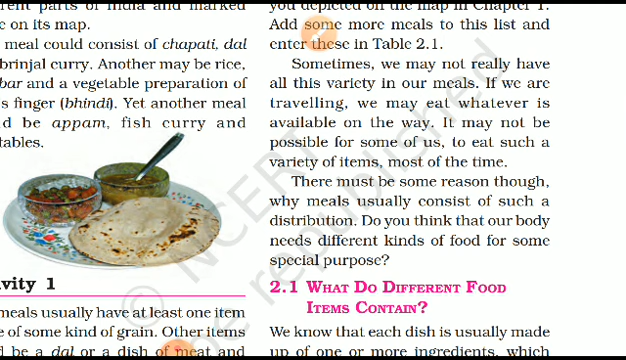 rent parts of India and marked
e on its map.
meal could consist of chapati, dal
brinjal curry. Another may be rice,
bar and a vegetable preparation of
s finger (bhindi). Yet another meal
d be appam, fish curry and
tables.
vity 1
meals usually have at least one item
e of some kind of grain. Other items
d be a dal or a dish of meat and
you depicted on the map in Chapter 1.
Add some more meals to this list and
enter these in Table 2.1.
Sometimes, we may not really have
all this variety in our meals. If we are
travelling, we may eat whatever is
available on the way. It may not be
possible for some of us, to eat such a
variety of items, most of the time.
There must be some reason though,
why meals usually consist of such a
distribution. Do you think that our body
needs different kinds of food for some
special purpose?
2.1 WHAT DO DIFFERENT FOOD
ITEMS CONTAIN?
We know that each dish is usually made
up of one or more ingredients, which
© NCERT
be republished